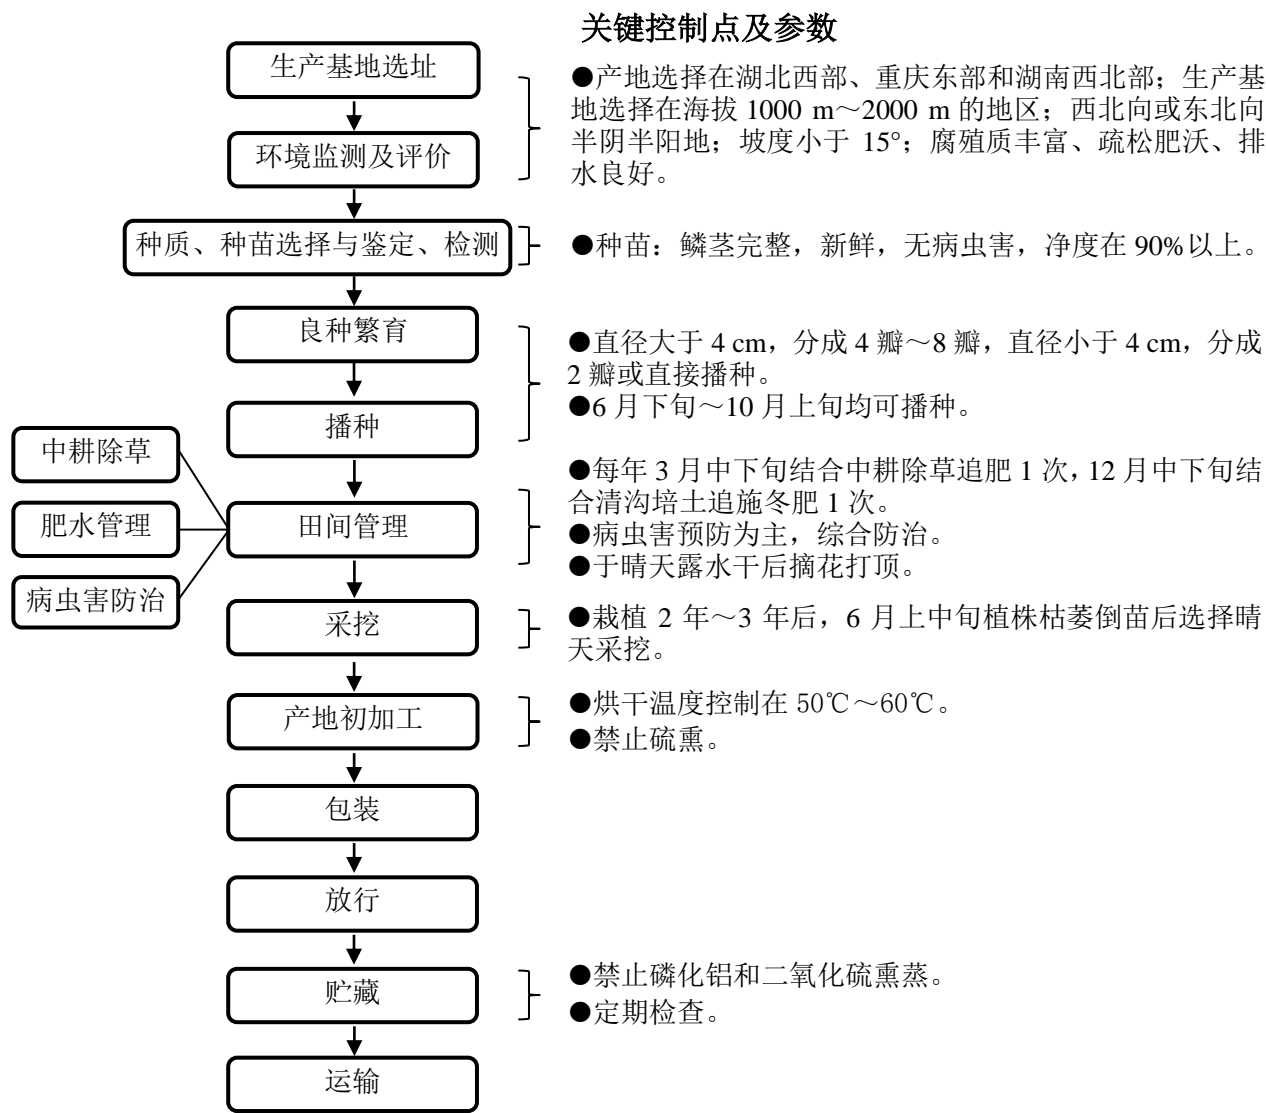 关键控制点及参数
生产基地选址
●产地选择在湖北西部、重庆东部和湖南西北部；生产基
地选择在海拔 1000 m～2000 m 的地区；西北向或东北向
半阴半阳地；坡度小于 15°；腐殖质丰富、疏松肥沃、排
水良好。
环境监测及评价
种质、种苗选择与鉴定、检测
●种苗：鳞茎完整，新鲜，无病虫害，净度在 90%以上。
良种繁育
●直径大于 4 cm，分成 4 瓣～8 瓣，直径小于 4 cm，分成
2 瓣或直接播种。
●6 月下旬～10 月上旬均可播种。
播种
中耕除草
肥水管理
病虫害防治
田间管理
●每年 3 月中下旬结合中耕除草追肥 1 次，12 月中下旬结
合清沟培土追施冬肥 1 次。
●病虫害预防为主，综合防治。
●于晴天露水干后摘花打顶。
采挖
●栽植 2 年～3 年后，6 月上中旬植株枯萎倒苗后选择晴
天采挖。
产地初加工
●烘干温度控制在 50℃～60℃。
●禁止硫熏。
包装
放行
贮藏
●禁止磷化铝和二氧化硫熏蒸。
●定期检查。
运输